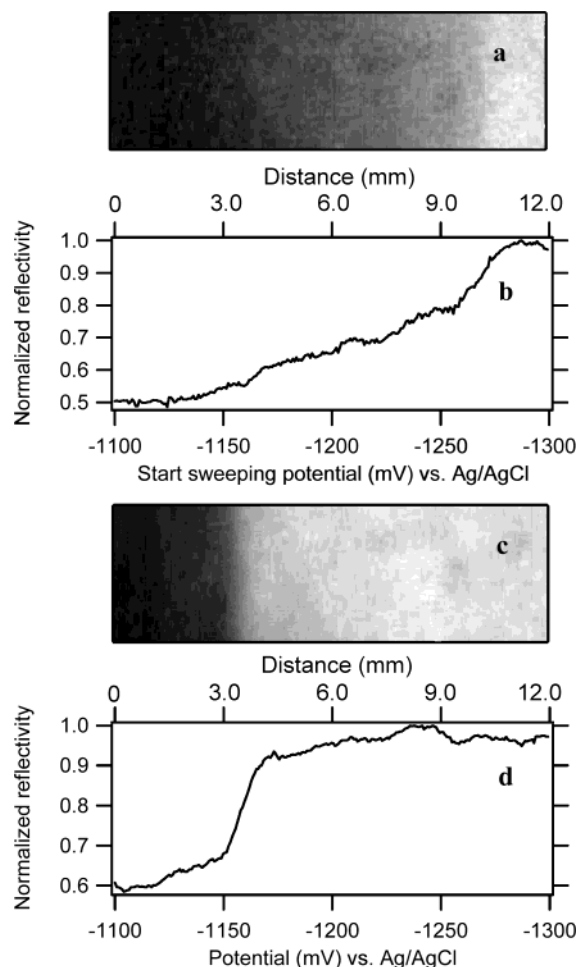 a
Distance (mm)
0 3.0 6.0 9.0 12.0
Normalized reflectivity
1.0
0.9
0.8
0.7
0.6
0.5
b
-1100 -1150 -1200 -1250 -1300
Start sweeping potential (mV) vs. Ag/AgCl
c
Distance (mm)
0 3.0 6.0 9.0 12.0
Normalized reflectivity
1.0
0.9
0.8
0.7
0.6
d
-1100 -1150 -1200 -1250 -1300
Potential (mV) vs. Ag/AgCl